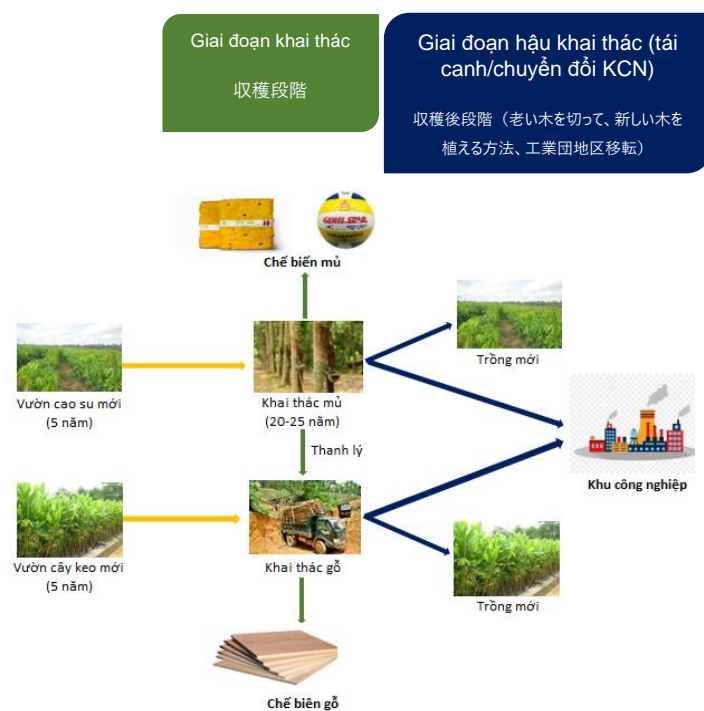 Giai đoạn khai thác
収穫段階
Giai đoạn hậu khai thác (tái
canh/chuyển đổi KCN)
収穫後段階（老い木を切って、新しい木を
植える方法、工業団地区移転）
Chế biến mủ
Vườn cao su mới
(5 năm)
Khai thác mủ
(20-25 năm)
Trồng mới
Thanh lý
Khu công nghiệp
Vườn cây keo mới
(5 năm)
Khai thác gỗ
Trồng mới
Chế biên gỗ